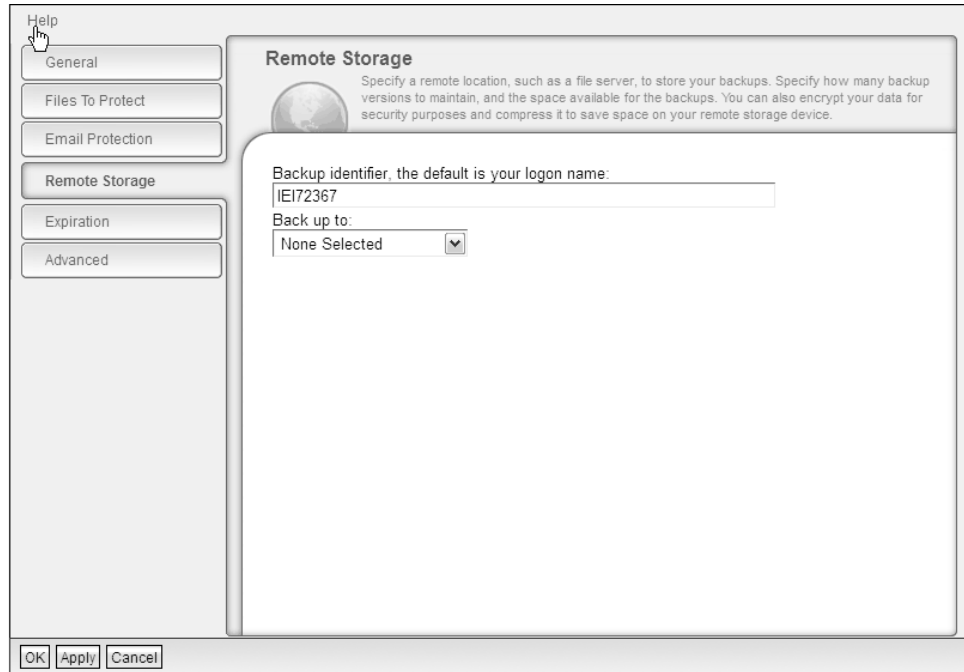 Help
General
Files To Protect
Email Protection
Remote Storage
Expiration
Advanced
Remote Storage
Specify a remote location, such as a file server, to store your backups. Specify how many backup
versions to maintain, and the space available for the backups. You can also encrypt your data for
security purposes and compress it to save space on your remote storage device.
Backup identifier, the default is your logon name:
IEI72367
Back up to:
None Selected
OK Apply Cancel